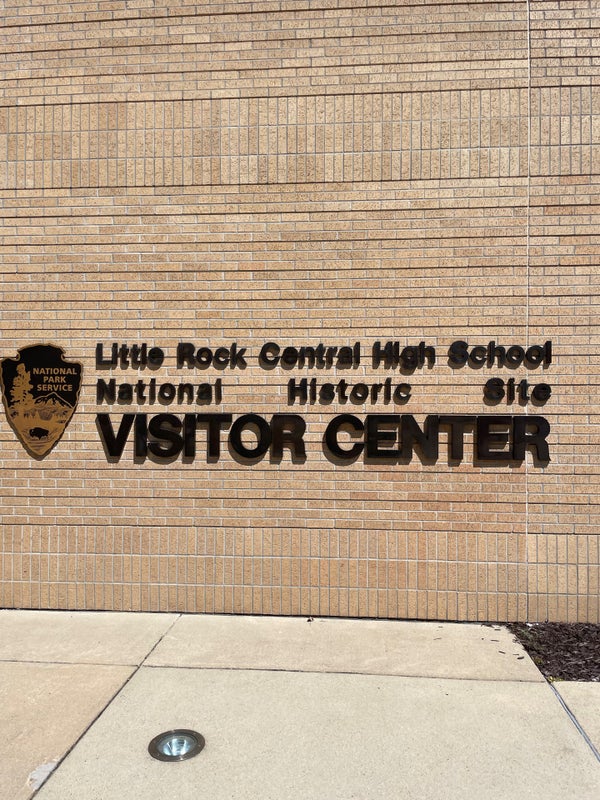 NATIONAL
PARK
SERVICE
Little Rock Central High School
National Historic Site
VISITOR CENTER